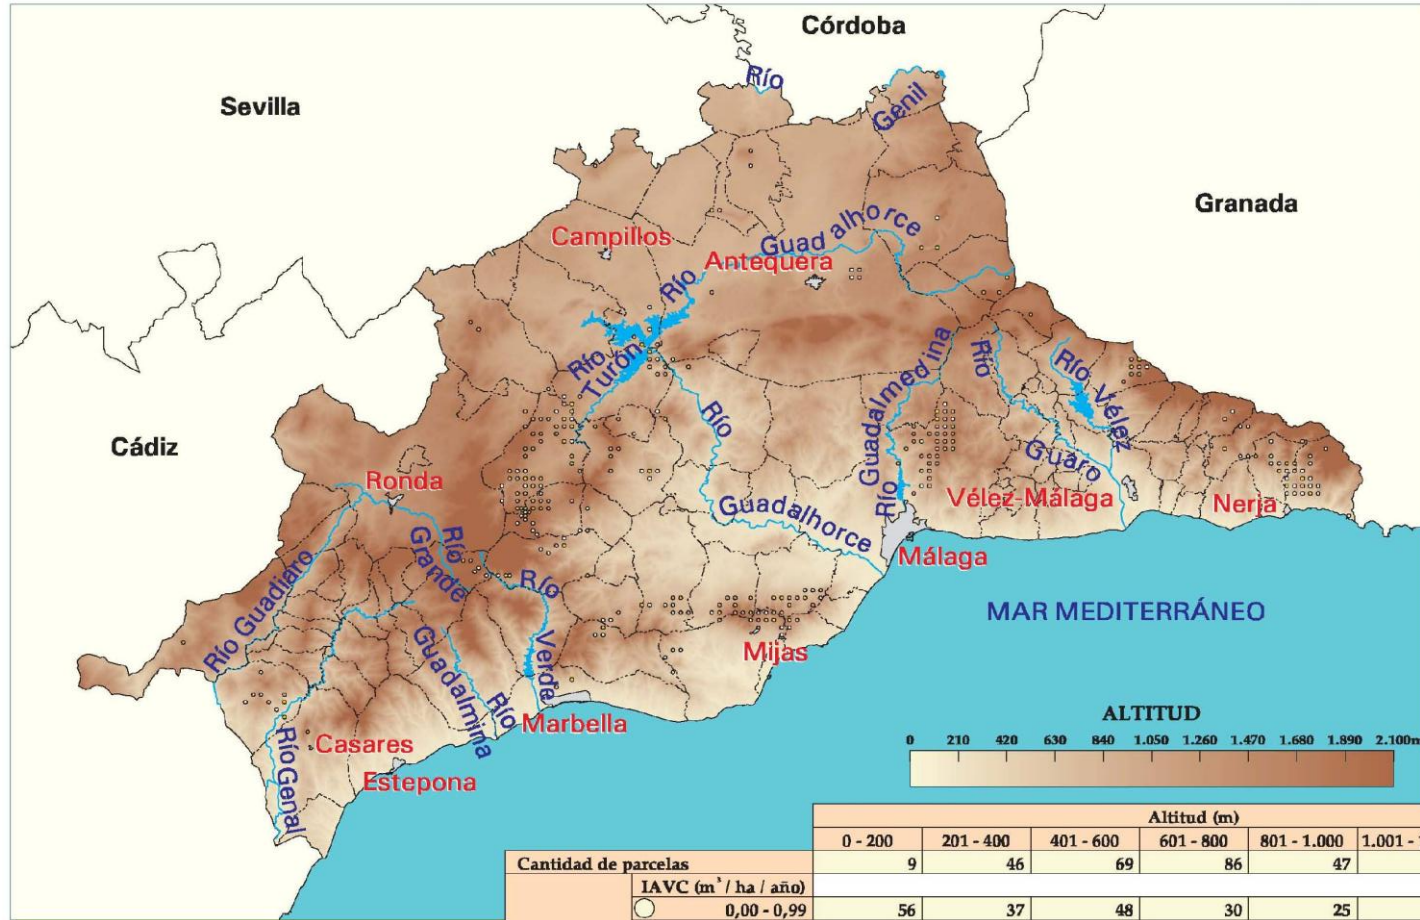 Córdoba
Río
Genil
Sevilla
Granada
Campillos
Guadalhorce
Antequera
Río
Río
Turón
Río
Guadalmedina
Río
Río Vélez
Cádiz
Río
Guaro
Ronda
Vélez-Málaga
Nerja
Río
Guadalhorce
Río
Grande
Río
Málaga
Río Guadiaro
MAR MEDITERRÁNEO
Verde
Mijas
Guadalmina
Río
Marbella
Río Genal
Casares
Estepona
ALTITUD
0 210 420 630 840 1.050 1.260 1.470 1.680 1.890 2.100m
Altitud (m)
0 - 200 201 - 400 401 - 600 601 - 800 801 - 1.000 1.001 -
Cantidad de parcelas 9 46 69 86 47
IAVC (m³ / ha / año)
0,00 - 0,99 56 37 48 30 25